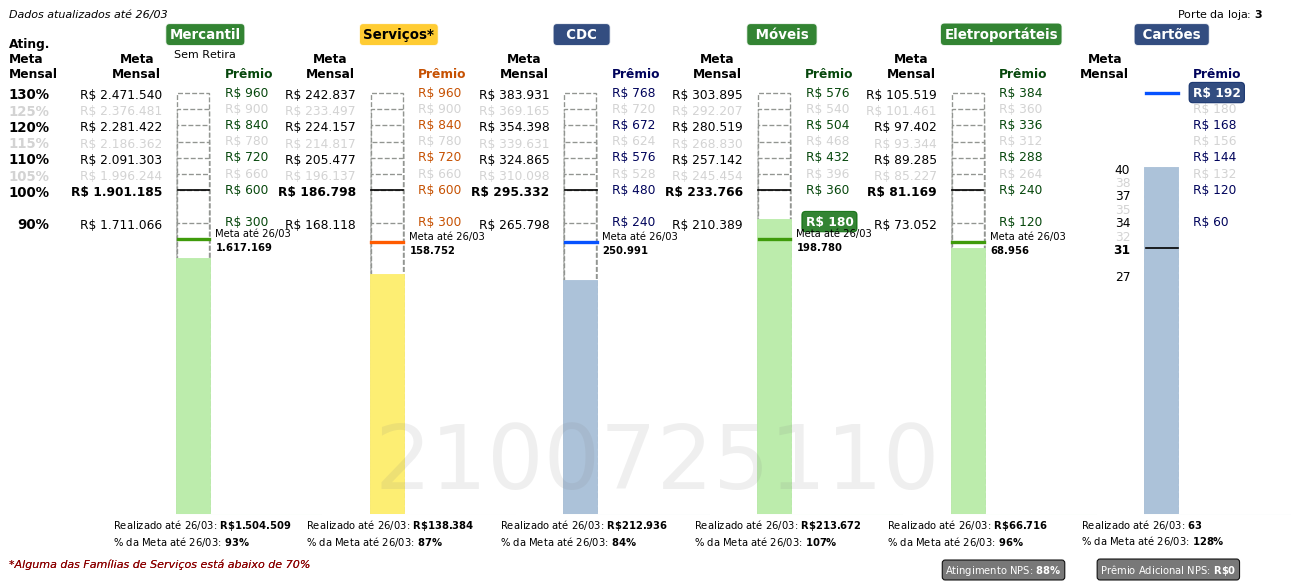 Dados atualizados até 26/03
Porte da loja: 3
Mercantil Serviços* CDC Móveis Eletroportáteis Cartões
Sem Retira
Ating. Meta Mensal
Meta Mensal Prêmio Meta Mensal Prêmio Meta Mensal Prêmio Meta Mensal Prêmio Meta Mensal Prêmio Meta Mensal Prêmio
130% R$ 2.471.540 R$ 960 R$ 242.837 R$ 960 R$ 383.931 R$ 768 R$ 303.895 R$ 576 R$ 105.519 R$ 384 R$ 192
125% R$ 2.376.481 R$ 900 R$ 233.497 R$ 900 R$ 369.165 R$ 720 R$ 292.207 R$ 540 R$ 101.461 R$ 360 R$ 180
120% R$ 2.281.422 R$ 840 R$ 224.157 R$ 840 R$ 354.398 R$ 672 R$ 280.519 R$ 504 R$ 97.402 R$ 336 R$ 168
115% R$ 2.186.362 R$ 780 R$ 214.817 R$ 780 R$ 339.631 R$ 624 R$ 268.830 R$ 468 R$ 93.344 R$ 312 R$ 156
110% R$ 2.091.303 R$ 720 R$ 205.477 R$ 720 R$ 324.865 R$ 576 R$ 257.142 R$ 432 R$ 89.285 R$ 288 R$ 144
105% R$ 1.996.244 R$ 660 R$ 196.137 R$ 660 R$ 310.098 R$ 528 R$ 245.454 R$ 396 R$ 85.227 R$ 264 40 R$ 132
100% R$ 1.901.185 R$ 600 R$ 186.798 R$ 600 R$ 295.332 R$ 480 R$ 233.766 R$ 360 R$ 81.169 R$ 240 38 R$ 120
37
35
90% R$ 1.711.066 R$ 300 R$ 168.118 R$ 300 R$ 265.798 R$ 240 R$ 210.389 R$ 180 R$ 73.052 R$ 120 34 R$ 60
Meta até 26/03 Meta até 26/03 Meta até 26/03 Meta até 26/03 Meta até 26/03 32
1.617.169 158.752 250.991 198.780 68.956 31
27
2100725110
Realizado até 26/03: R$1.504.509 Realizado até 26/03: R$138.384 Realizado até 26/03: R$212.936 Realizado até 26/03: R$213.672 Realizado até 26/03: R$66.716 Realizado até 26/03: 63
% da Meta até 26/03: 93% % da Meta até 26/03: 87% % da Meta até 26/03: 84% % da Meta até 26/03: 107% % da Meta até 26/03: 96% % da Meta até 26/03: 128%
*Alguma das Famílias de Serviços está abaixo de 70%
Atingimento NPS: 88% Prêmio Adicional NPS: R$0